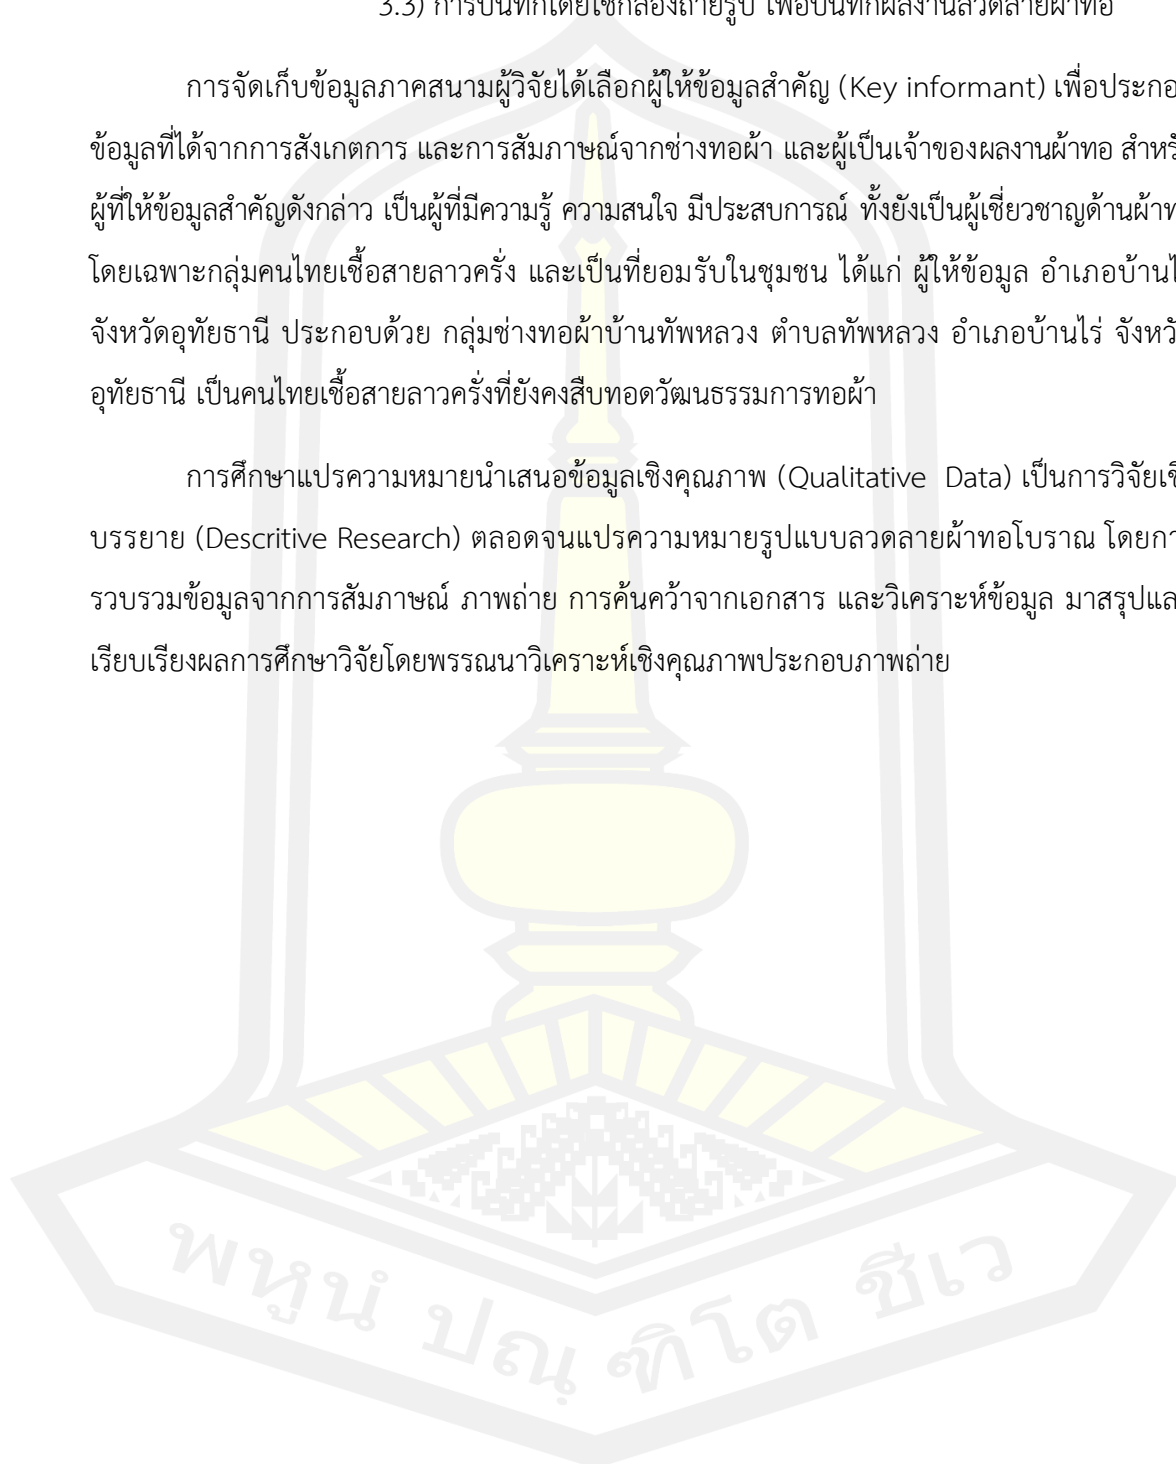 3.3) การบันทึกโดยใช้กล้องถ่ายรูป เพื่อบันทึกผลงานลวดลายผ้าทอ
การจัดเก็บข้อมูลภาคสนามผู้วิจัยได้เลือกผู้ให้ข้อมูลสำคัญ (Key informant) เพื่อประกอ
ข้อมูลที่ได้จากการสังเกตการ และการสัมภาษณ์จากช่างทอผ้า และผู้เป็นเจ้าของผลงานผ้าทอ สำหรั
ผู้ที่ให้ข้อมูลสำคัญดังกล่าว เป็นผู้ที่มีความรู้ ความสนใจ มีประสบการณ์ ทั้งยังเป็นผู้เชี่ยวชาญด้านผ้าท
โดยเฉพาะกลุ่มคนไทยเชื้อสายลาวครั่ง และเป็นที่ยอมรับในชุมชน ได้แก่ ผู้ให้ข้อมูล อำเภอบ้านไ
จังหวัดอุทัยธานี ประกอบด้วย กลุ่มช่างทอผ้าบ้านทัพหลวง ตำบลทัพหลวง อำเภอบ้านไร่ จังหวั
อุทัยธานี เป็นคนไทยเชื้อสายลาวครั่งที่ยังคงสืบทอดวัฒนธรรมการทอผ้า
การศึกษาแปรความหมายนำเสนอข้อมูลเชิงคุณภาพ (Qualitative Data) เป็นการวิจัยเชิ
บรรยาย (Descritive Research) ตลอดจนแปรความหมายรูปแบบลวดลายผ้าทอโบราณ โดยกา
รวบรวมข้อมูลจากการสัมภาษณ์ ภาพถ่าย การค้นคว้าจากเอกสาร และวิเคราะห์ข้อมูล มาสรุปแล
เรียบเรียงผลการศึกษาวิจัยโดยพรรณนาวิเคราะห์เชิงคุณภาพประกอบภาพถ่าย
พหูนํ ปณฺฑิโต ชีเว